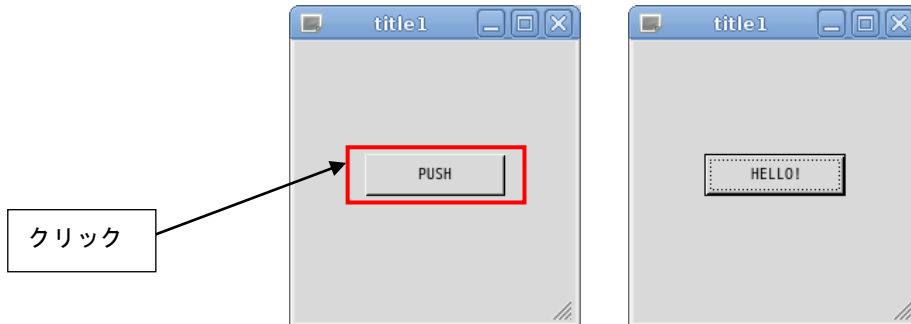 title1
PUSH
クリック
title1
HELLO!